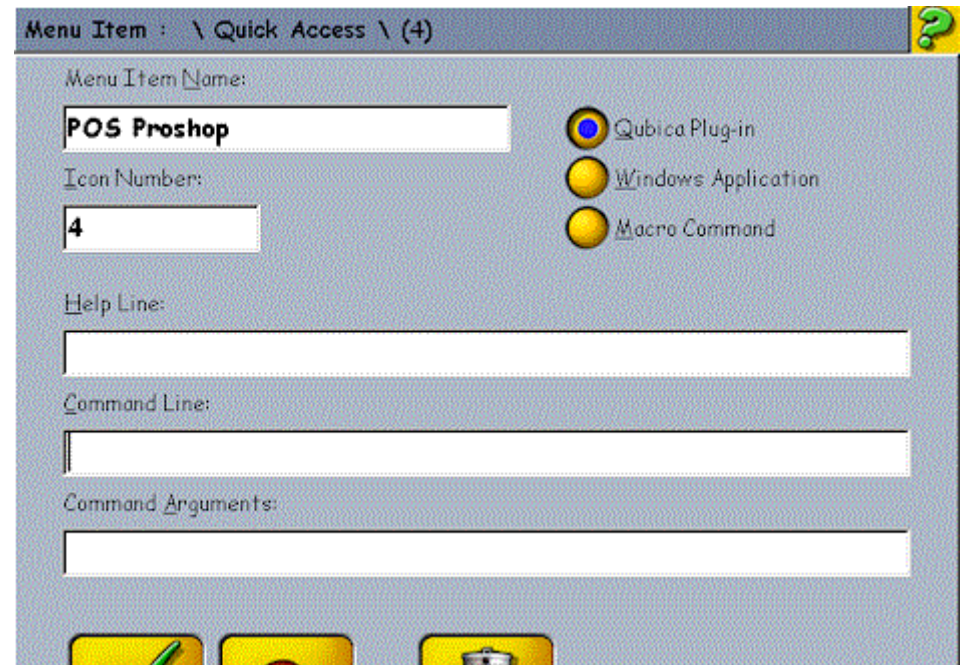 Menu Item : \ Quick Access \ (4)
Menu Item Name:
POS Proshop
Qubica Plug-in
Icon Number:
Windows Application
4
Macro Command
Help Line:
Command Line:
Command Arguments: